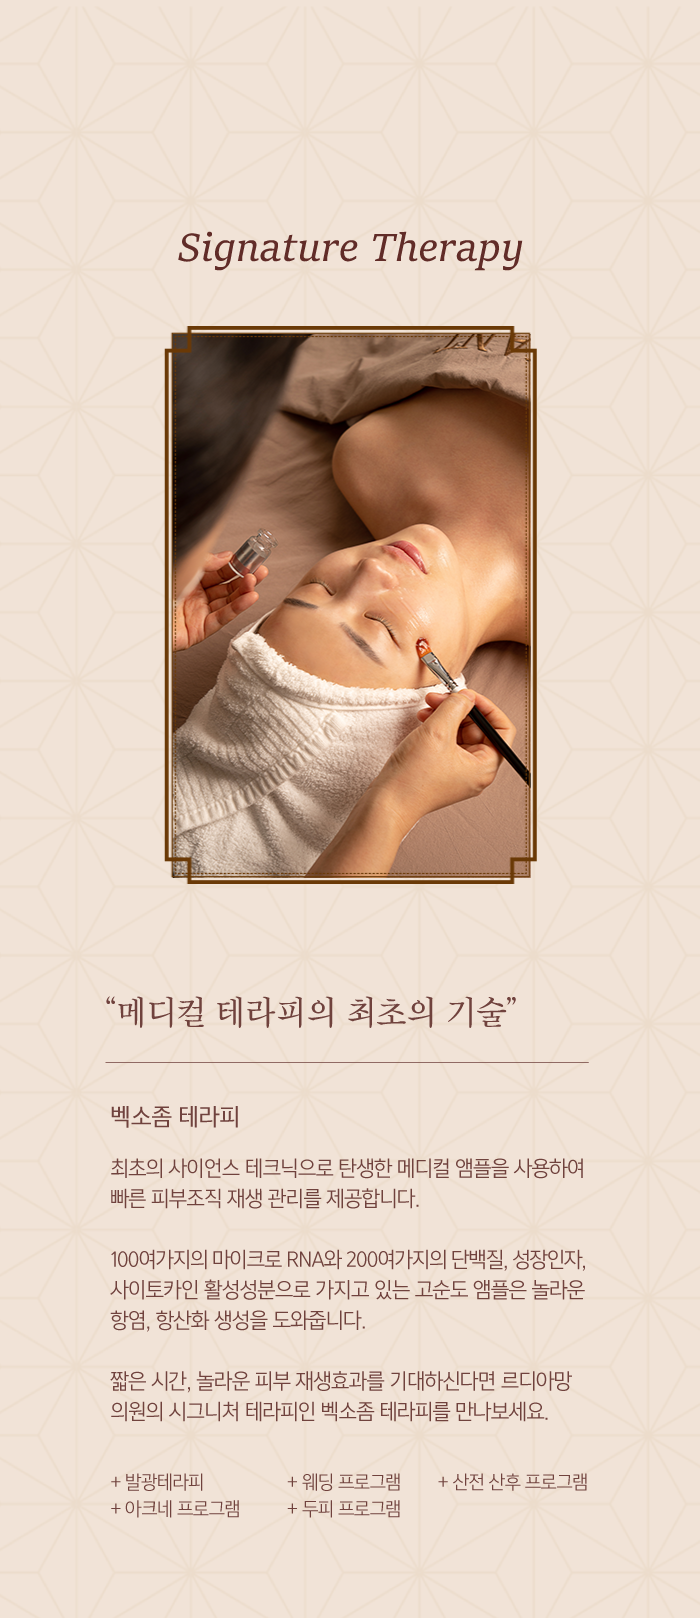 Signature Therapy
“메디컬 테라피의 최초의 기술”
벡소좀 테라피
최초의 사이언스 테크닉으로 탄생한 메디컬 앰플을 사용하여
빠른 피부조직 재생 관리를 제공합니다.
100여가지의 마이크로 RNA와 200여가지의 단백질, 성장인자,
사이토카인 활성성분으로 가지고 있는 고순도 앰플은 놀라운
항염, 항산화 생성을 도와줍니다.
짧은 시간, 놀라운 피부 재생효과를 기대하신다면 르디아망
의원의 시그니처 테라피인 벡소좀 테라피를 만나보세요.
+ 발광테라피 + 웨딩 프로그램 + 산전 산후 프로그램
+ 아크네 프로그램 + 두피 프로그램